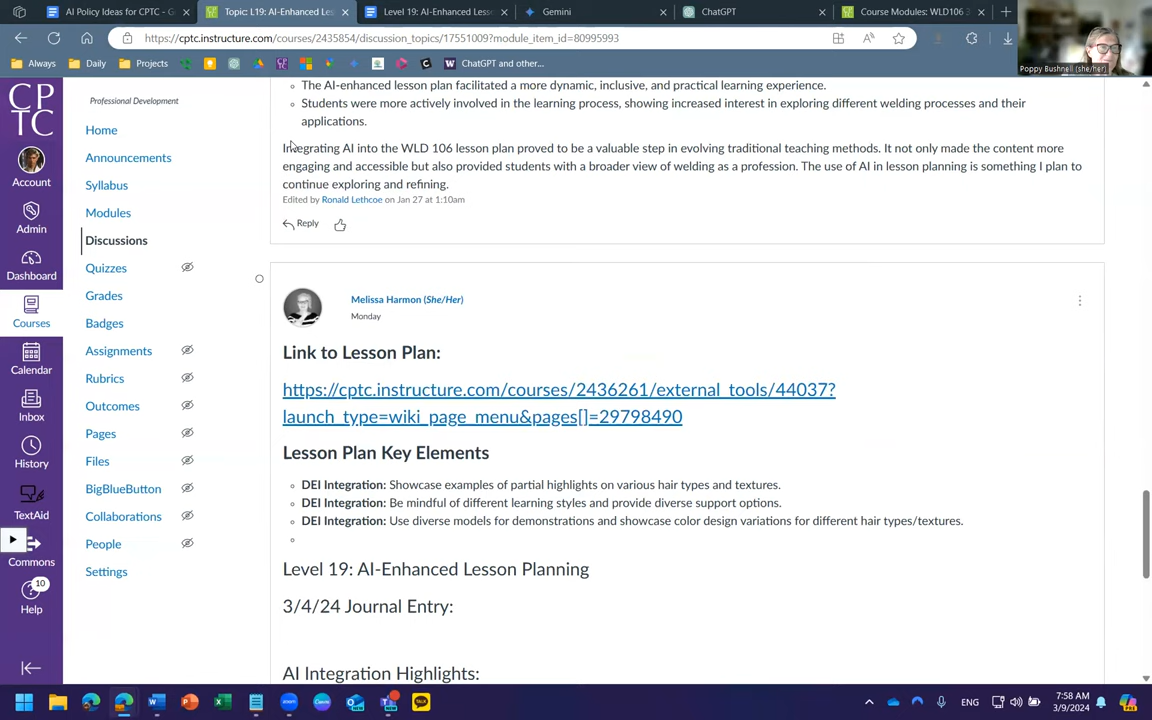 AI Policy Ideas for CPTC - G
Topic: L19: AI-Enhanced Les
Level 19: AI-Enhanced Less
Gemini
ChatGPT
Course Modules: WLD106 3
https://cptc.instructure.com/courses/2435854/discussion_topics/17551009?module_item_id=80995993
Always
Daily
Projects
ChatGPT and other...
Poppy Bushnell (she/her)
CP
TC
Account
Admin
Dashboard
Courses
Calendar
Inbox
History
TextAid
Commons
10
Help
Professional Development
Home
Announcements
Syllabus
Modules
Discussions
Quizzes
Grades
Badges
Assignments
Rubrics
Outcomes
Pages
Files
BigBlueButton
Collaborations
People
Settings
The AI-enhanced lesson plan facilitated a more dynamic, inclusive, and practical learning experience.
Students were more actively involved in the learning process, showing increased interest in exploring different welding processes and their
applications.
Integrating AI into the WLD 106 lesson plan proved to be a valuable step in evolving traditional teaching methods. It not only made the content more
engaging and accessible but also provided students with a broader view of welding as a profession. The use of AI in lesson planning is something I plan to
continue exploring and refining.
Edited by Ronald Lethcoe on Jan 27 at 1:10am
Reply
Melissa Harmon (She/Her)
Monday
Link to Lesson Plan:
https://cptc.instructure.com/courses/2436261/external_tools/44037?
launch_type=wiki_page_menu&pages[]=29798490
Lesson Plan Key Elements
DEI Integration: Showcase examples of partial highlights on various hair types and textures.
DEI Integration: Be mindful of different learning styles and provide diverse support options.
DEI Integration: Use diverse models for demonstrations and showcase color design variations for different hair types/textures.
Level 19: AI-Enhanced Lesson Planning
3/4/24 Journal Entry:
AI Integration Highlights:
ENG
7:58 AM
3/9/2024